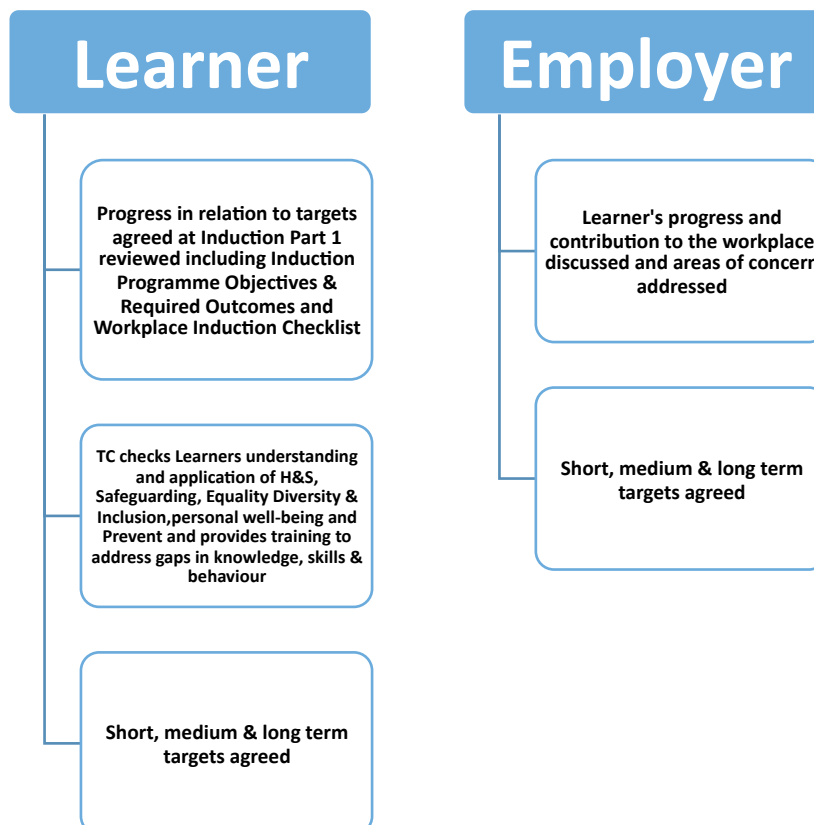 Learner
Progress in relation to targets
agreed at Induction Part 1
reviewed including Induction
Programme Objectives &
Required Outcomes and
Workplace Induction Checklist
TC checks Learners understanding
and application of H&S,
Safeguarding, Equality Diversity &
Inclusion,personal well-being and
Prevent and provides training to
address gaps in knowledge, skills &
behaviour
Short, medium & long term
targets agreed
Employer
Learner's progress and
contribution to the workplace
discussed and areas of concern
addressed
Short, medium & long term
targets agreed